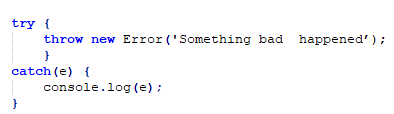 try {
    throw new Error('Something bad  happened’);
    }
catch(e) {
    console.log(e);
}